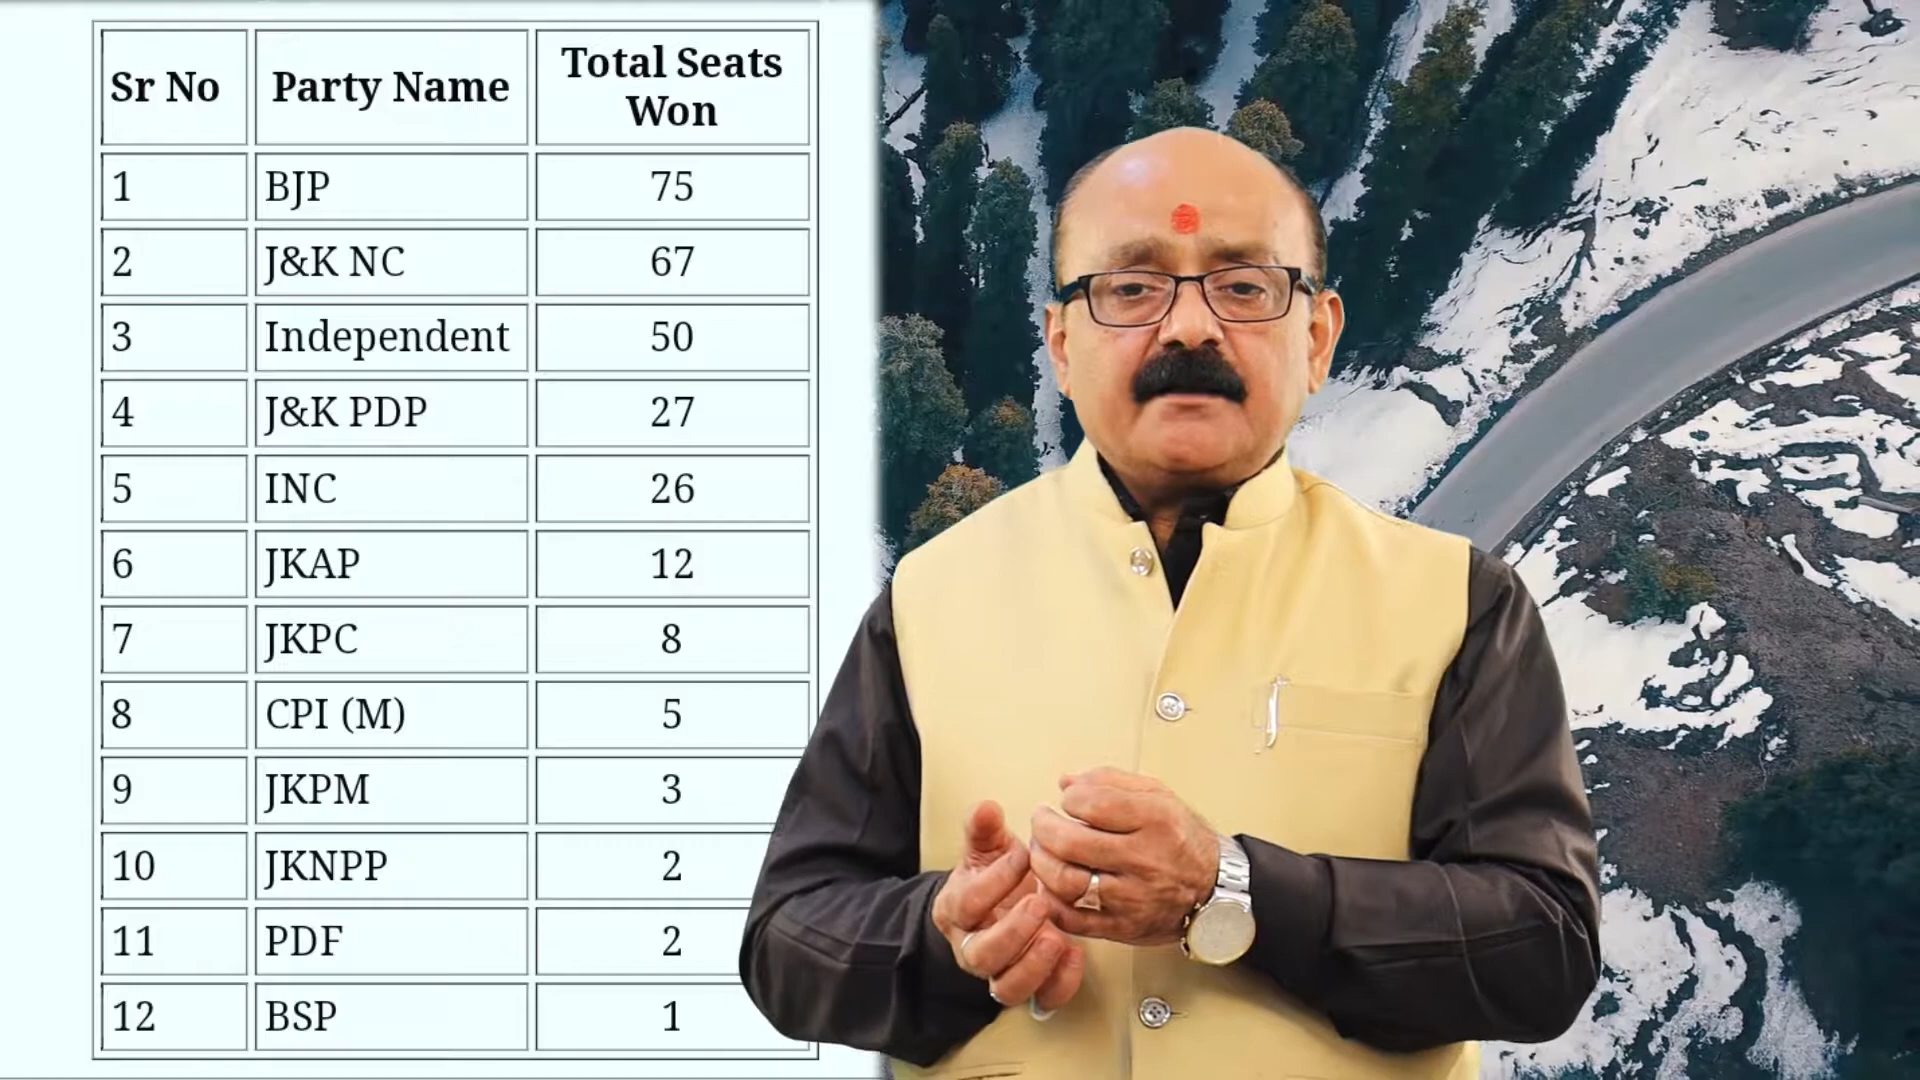 Sr No Party Name Total Seats Won
1 BJP 75
2 J&K NC 67
3 Independent 50
4 J&K PDP 27
5 INC 26
6 JKAP 12
7 JKPC 8
8 CPI (M) 5
9 JKPM 3
10 JKNPP 2
11 PDF 2
12 BSP 1